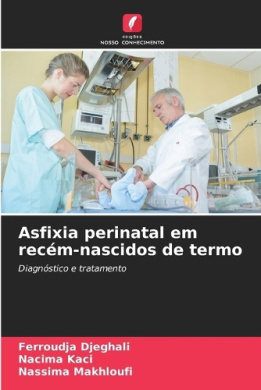 edições
NOSSO CONHECIMENTO
Asfixia perinatal em
recém-nascidos de termo
Diagnóstico e tratamento
Ferroudja Djeghali
Nacima Kaci
Nassima Makhloufi